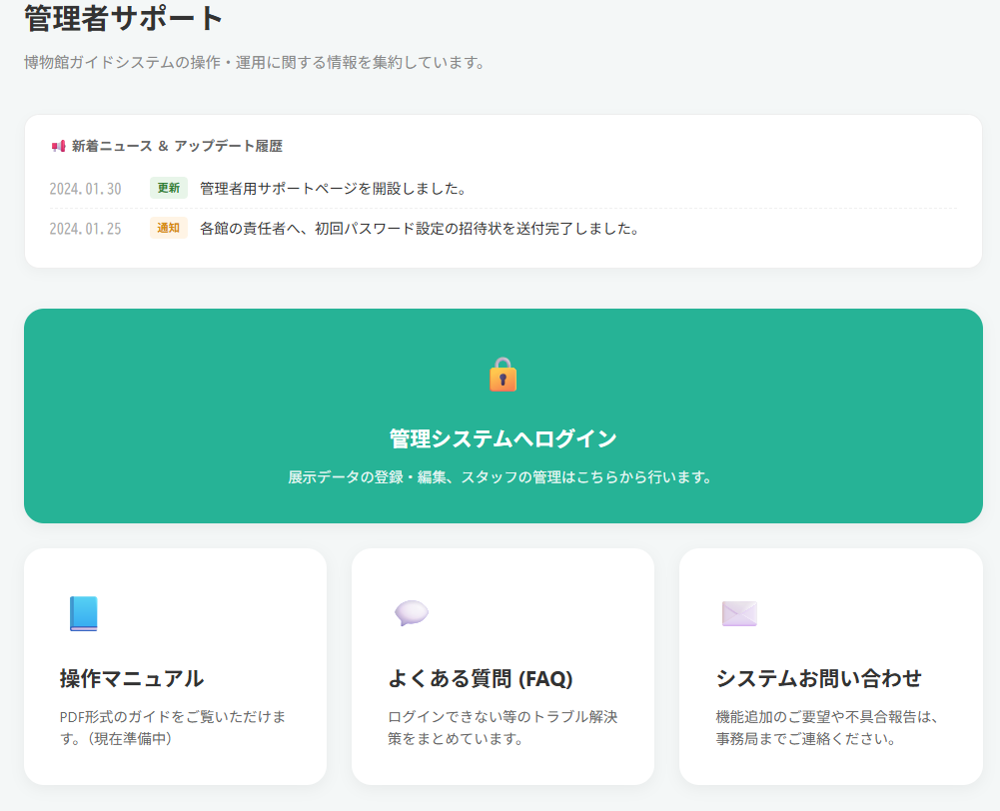 管理者サポート
博物館ガイドシステムの操作・運用に関する情報を集約しています。
新着ニュース & アップデート履歴
2024.01.30 更新 管理者用サポートページを開設しました。
2024.01.25 通知 各館の責任者へ、初回パスワード設定の招待状を送付完了しました。
管理システムへログイン
展示データの登録・編集、スタッフの管理はこちらから行います。
操作マニュアル
PDF形式のガイドをご覧いただけま
す。（現在準備中）
よくある質問 (FAQ)
ログインできない等のトラブル解決
策をまとめています。
システムお問い合わせ
機能追加のご要望や不具合報告は、
事務局までご連絡ください。